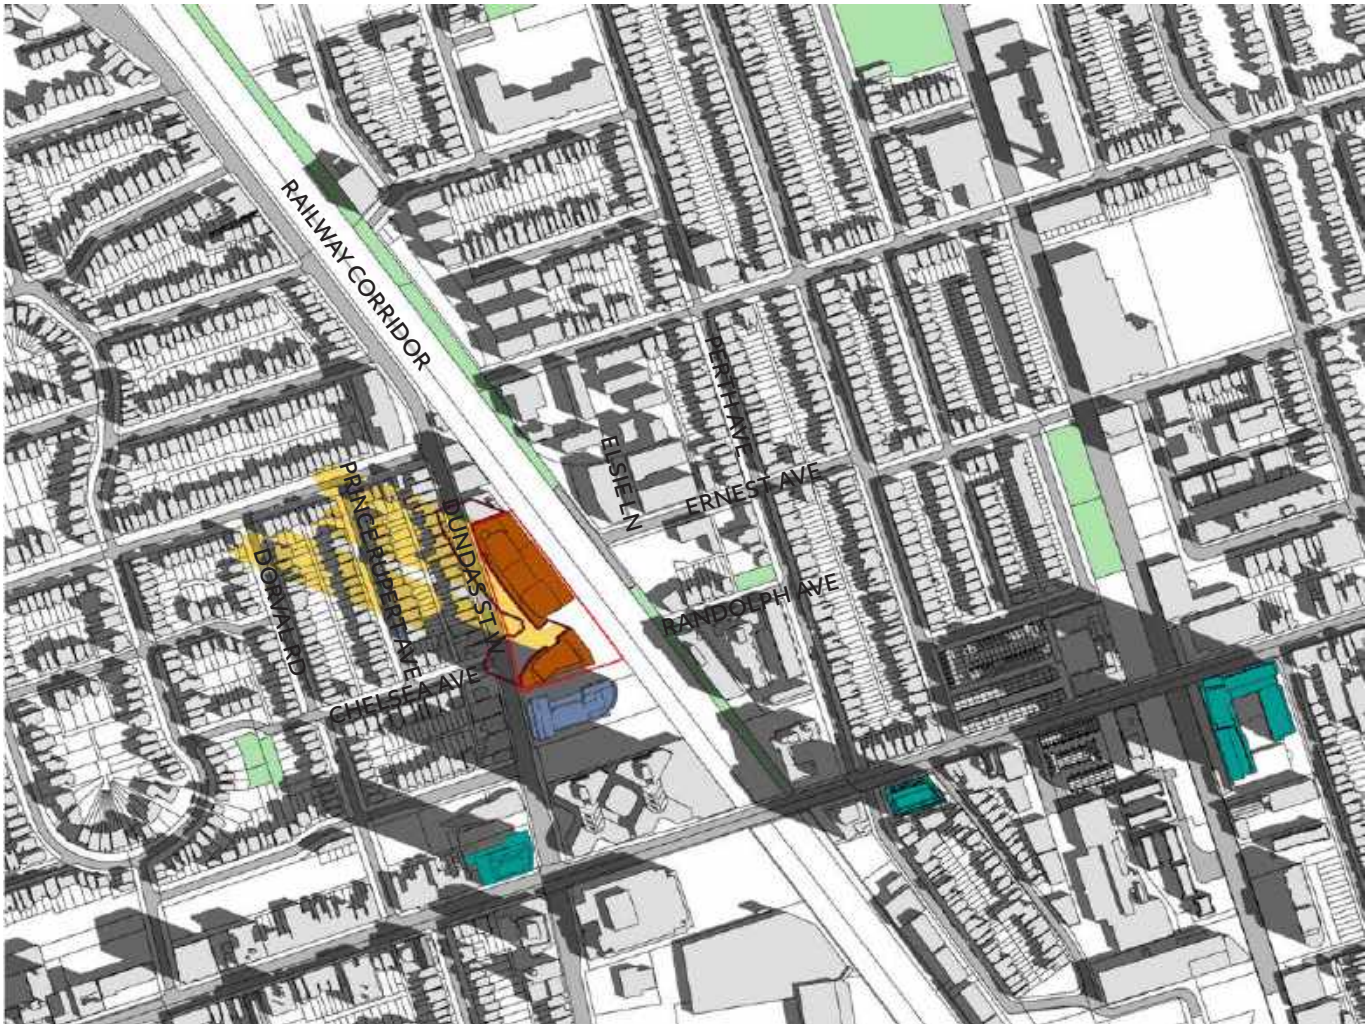 RAILWAY CORRIDOR
PERTH AVE
ELSIE LN
ERNEST AVE
PRINCE RUPERT AVE
DUNDAS ST W
DORVAL RD
RANDOLPH AVE
CHELSEA AVE